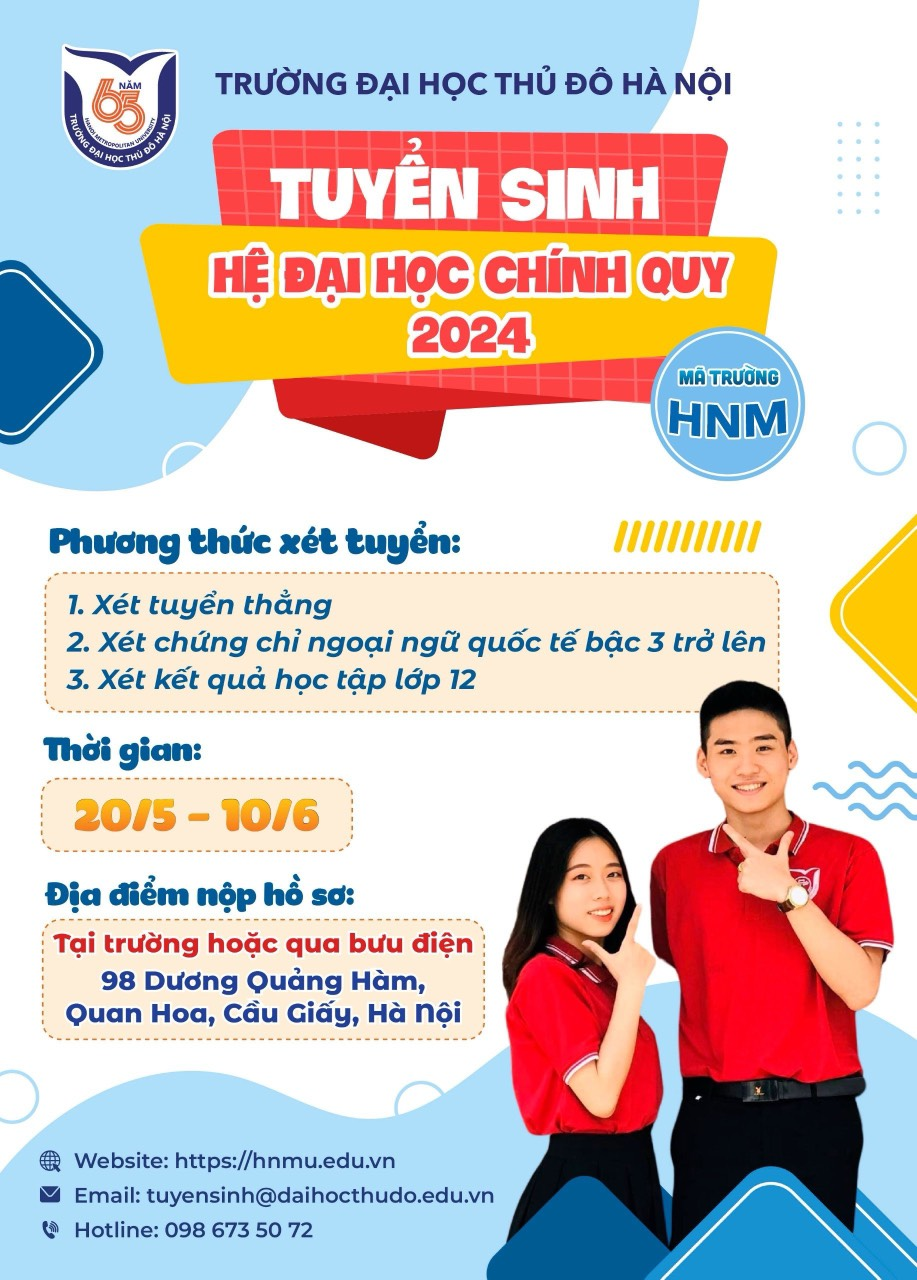 65
NĂM
HANOI METROPOLITAN UNIVERSITY
TRƯỜNG ĐẠI HỌC THỦ ĐÔ HÀ NỘI
TRƯỜNG ĐẠI HỌC THỦ ĐÔ HÀ NỘI
TUYỂN SINH
HỆ ĐẠI HỌC CHÍNH QUY
2024
MÃ TRƯỜNG
HNM
Phương thức xét tuyển:
1. Xét tuyển thẳng
2. Xét chứng chỉ ngoại ngữ quốc tế bậc 3 trở lên
3. Xét kết quả học tập lớp 12
Thời gian:
20/5 - 10/6
Địa điểm nộp hồ sơ:
Tại trường hoặc qua bưu điện
98 Dương Quảng Hàm,
Quan Hoa, Cầu Giấy, Hà Nội
Website: https://hnmu.edu.vn
Email: tuyensinh@daihocthudo.edu.vn
Hotline: 098 673 50 72